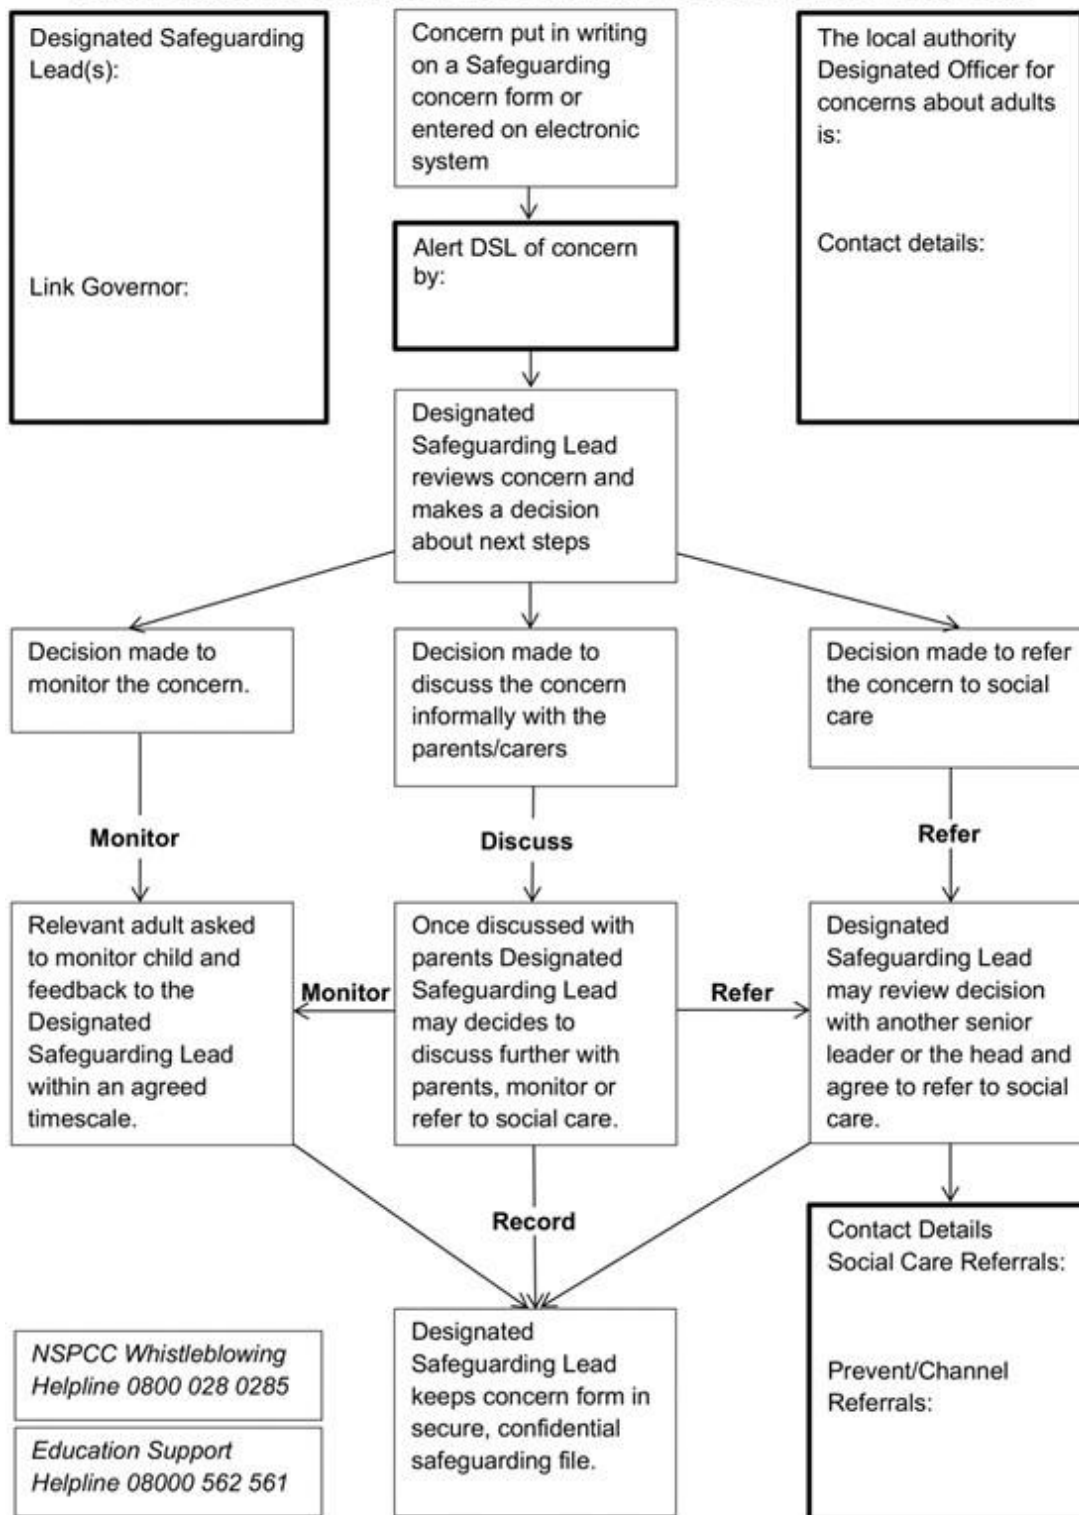 Designated Safeguarding
Lead(s):
Link Governor:
Concern put in writing
on a Safeguarding
concern form or
entered on electronic
system
The local authority
Designated Officer for
concerns about adults
is:
Contact details:
Alert DSL of concern
by:
Designated
Safeguarding Lead
reviews concern and
makes a decision
about next steps
Decision made to
monitor the concern.
Decision made to
discuss the concern
informally with the
parents/carers
Decision made to refer
the concern to social
care
Monitor
Discuss
Refer
Relevant adult asked
to monitor child and
feedback to the
Designated
Safeguarding Lead
within an agreed
timescale.
Monitor
Once discussed with
parents Designated
Safeguarding Lead
may decides to
discuss further with
parents, monitor or
refer to social care.
Refer
Designated
Safeguarding Lead
may review decision
with another senior
leader or the head and
agree to refer to social
care.
Record
Contact Details
Social Care Referrals:
Prevent/Channel
Referrals:
Designated
Safeguarding Lead
keeps concern form in
secure, confidential
safeguarding file.
NSPCC Whistleblowing
Helpline 0800 028 0285
Education Support
Helpline 08000 562 561